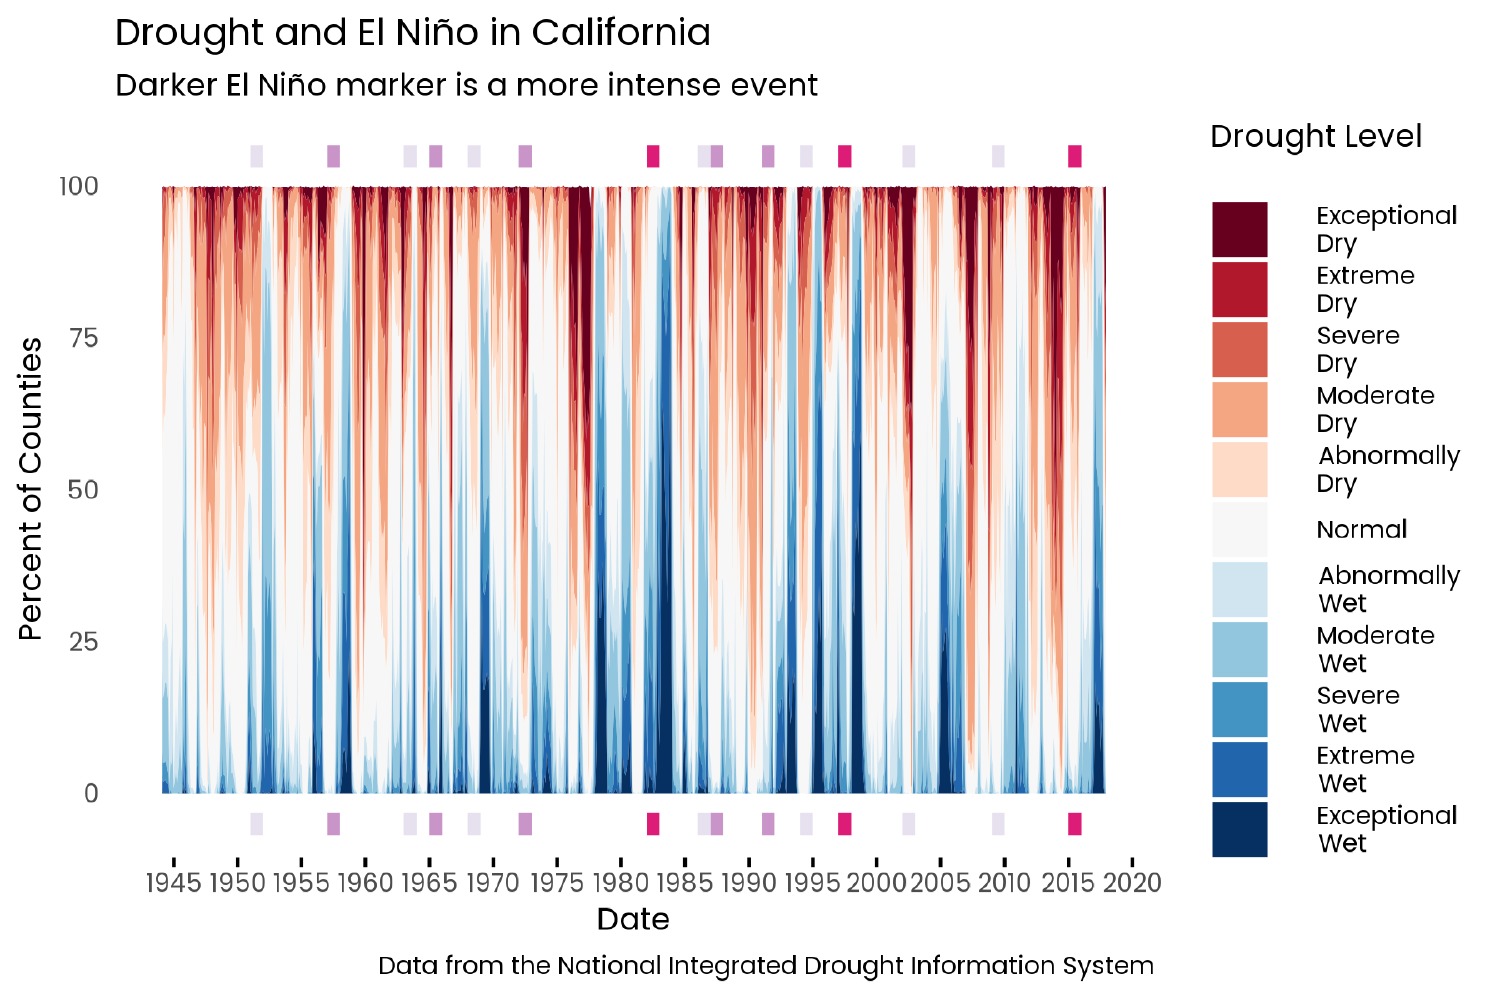 Drought and El Niño in California
Darker El Niño marker is a more intense event
Drought Level
Exceptional
Dry
Extreme
Dry
Severe
Dry
Moderate
Dry
Abnormally
Dry
Normal
Abnormally
Wet
Moderate
Wet
Severe
Wet
Extreme
Wet
Exceptional
Wet
Percent of Counties
100
75
50
25
0
1945 1950 1955 1960 1965 1970 1975 1980 1985 1990 1995 2000 2005 2010 2015 2020
Date
Data from the National Integrated Drought Information System